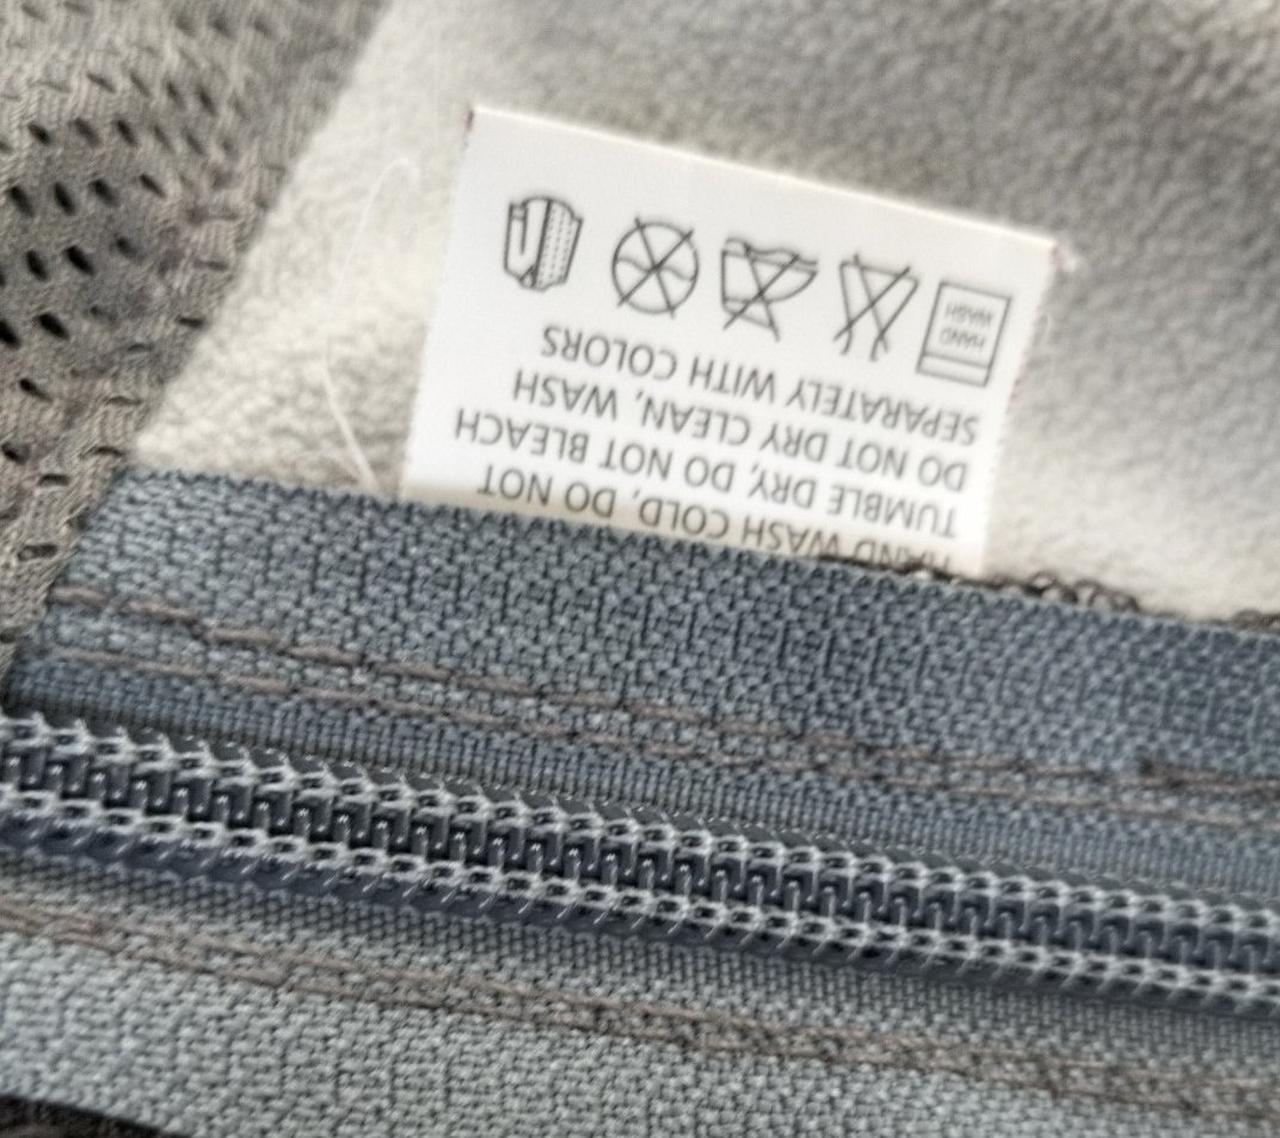 HAND WASH COLD, DO NOT
TUMBLE DRY, DO NOT BLEACH
DO NOT DRY CLEAN, WASH
SEPARATELY WITH COLORS
HAND
WASH